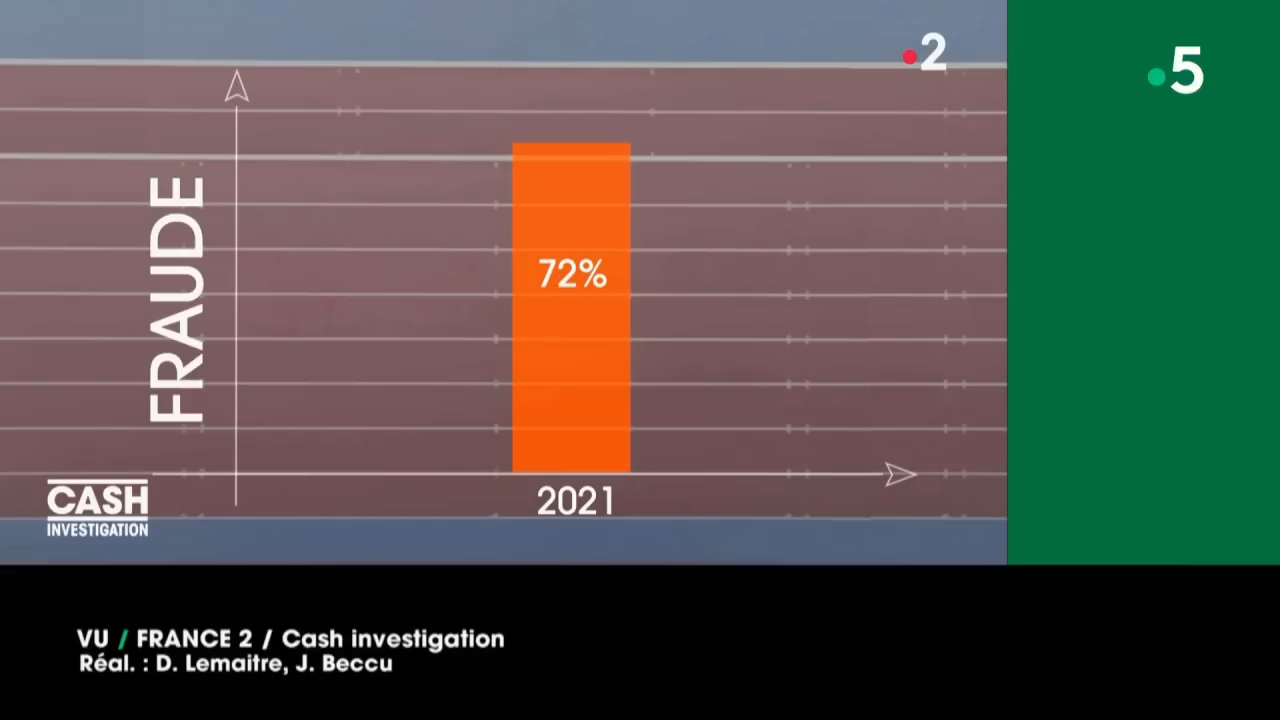 2
5
FRAUDE
72%
2021
CASH
INVESTIGATION
VU / FRANCE 2 / Cash investigation
Réal. : D. Lemaitre, J. Beccu